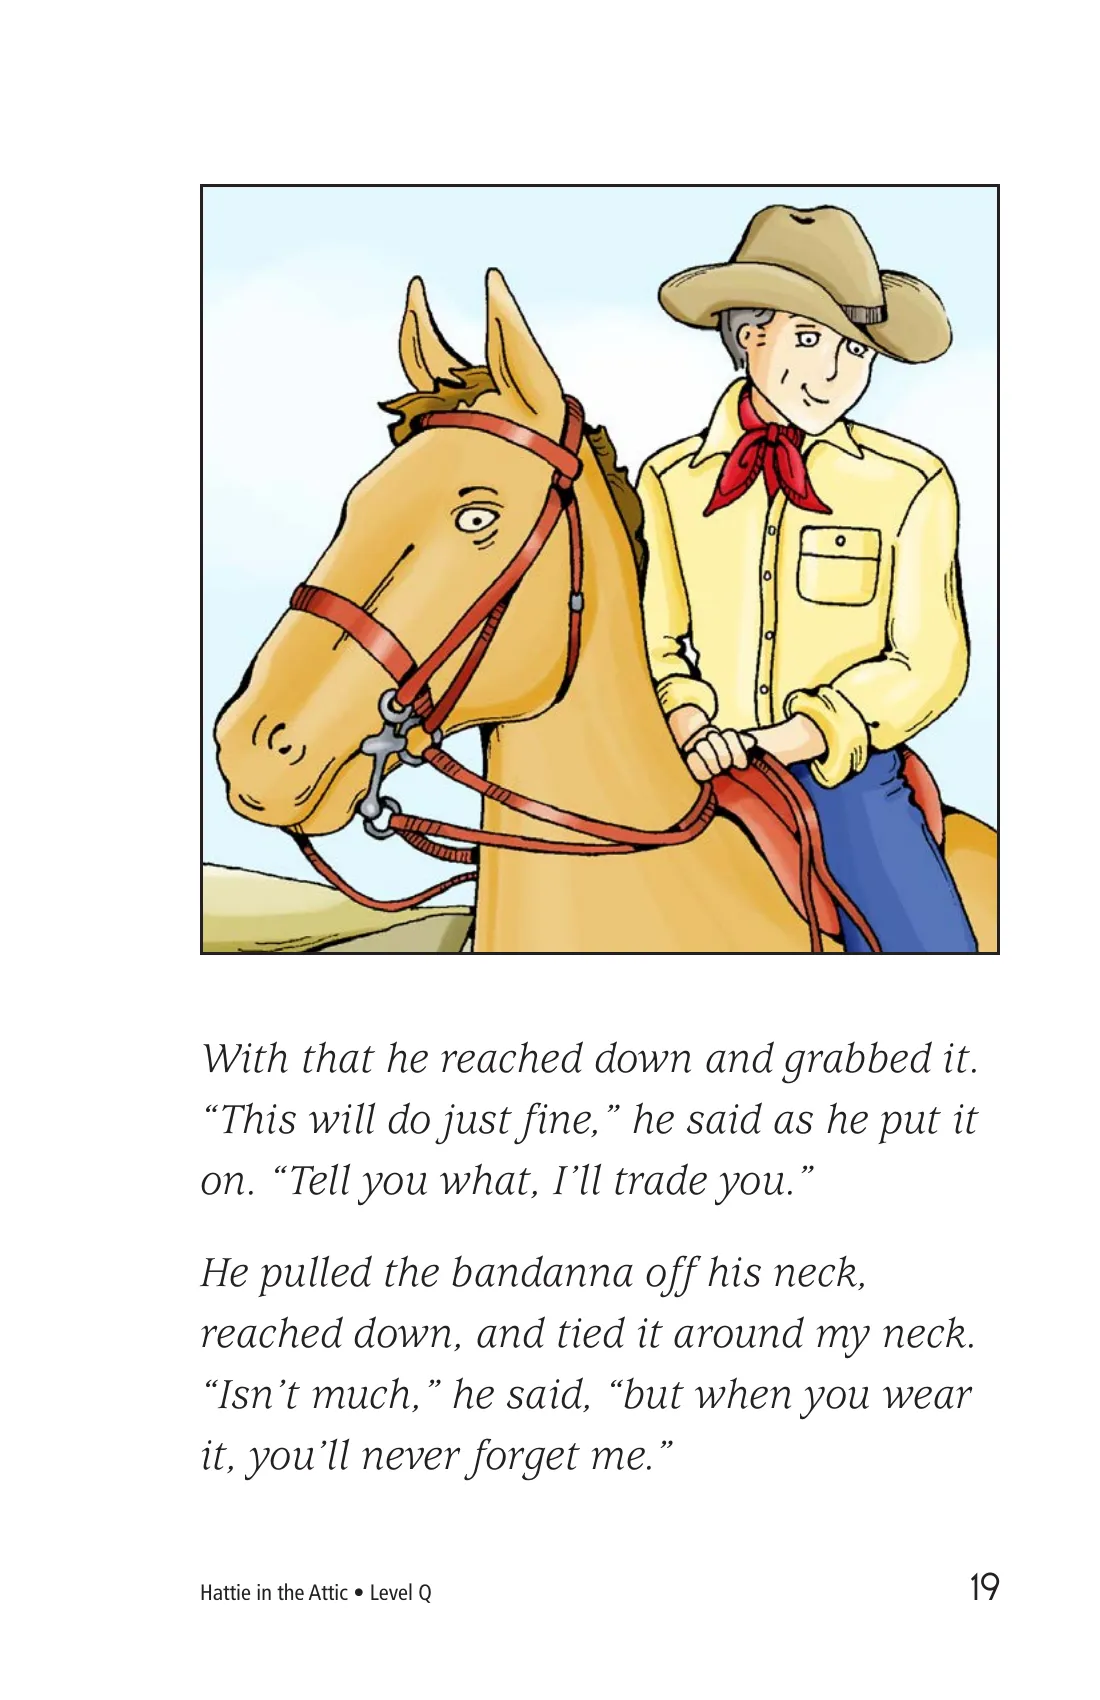 With that he reached down and grabbed it.
“This will do just fine,” he said as he put it
on. “Tell you what, I’ll trade you.”
He pulled the bandanna off his neck,
reached down, and tied it around my neck.
“Isn’t much,” he said, “but when you wear
it, you’ll never forget me.”
Hattie in the Attic • Level Q
19